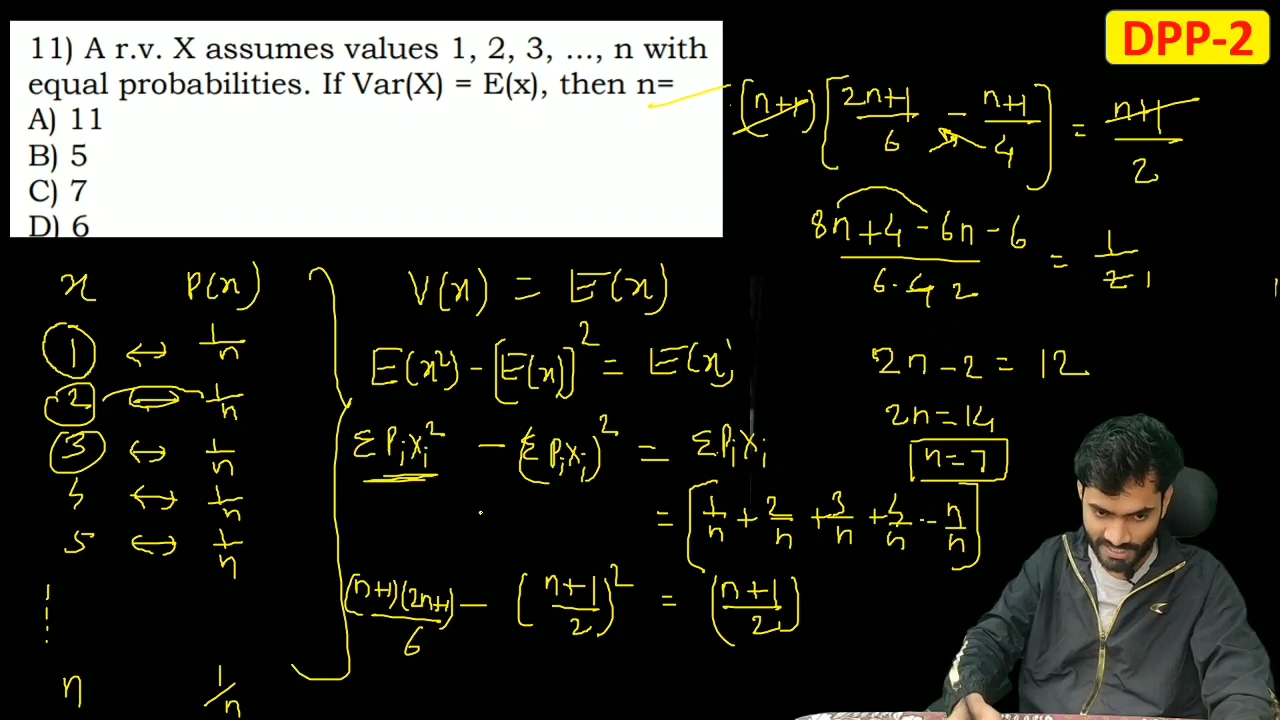 DPP-2
11) A r.v. X assumes values 1, 2, 3, ..., n with
equal probabilities. If Var(X) = E(x), then n=
A) 11
B) 5
C) 7
D) 6
(n+1) [ (2n+1)/6 - (n+1)/4 ] = (n+1)/2
(8n+4-6n-6)/(6·4 2) = 1/2 1
2n-2 = 12
2n=14
n=7
x P(x)
1 ↔ 1/n
2 ↔ 1/n
3 ↔ 1/n
4 ↔ 1/n
5 ↔ 1/n
n 1/n
V(x) = E(x)
E(x²) - [E(x)]² = E(x)
ΣPᵢXᵢ² - (ΣPᵢXᵢ)² = ΣPᵢXᵢ
= [1/n + 2/n + 3/n + 4/n -- n/n]
(n+1)(2n+1)/6 - ((n+1)/2)² = ((n+1)/2)